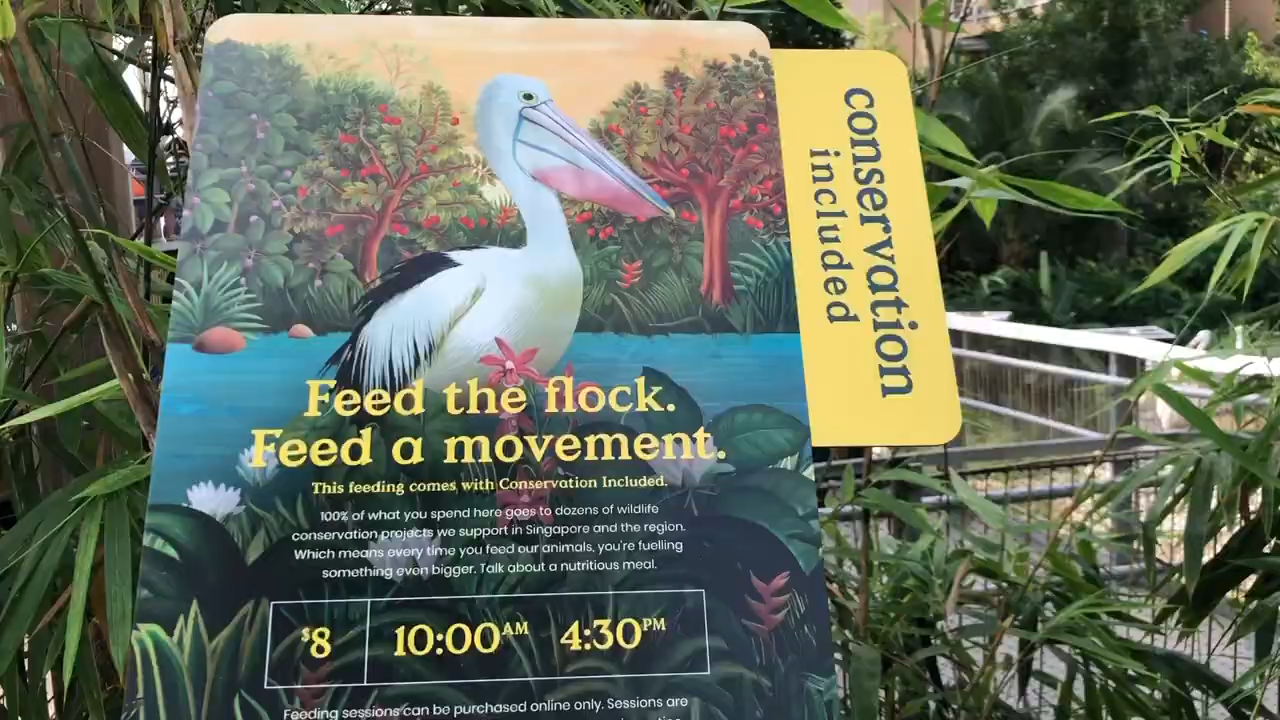 conservation
included
Feed the flock.
Feed a movement.
This feeding comes with Conservation Included.
100% of what you spend here goes to dozens of wildlife
conservation projects we support in Singapore and the region.
Which means every time you feed our animals, you're fuelling
something even bigger. Talk about a nutritious meal.
$8 10:00AM 4:30PM
Feeding sessions can be purchased online only. Sessions are